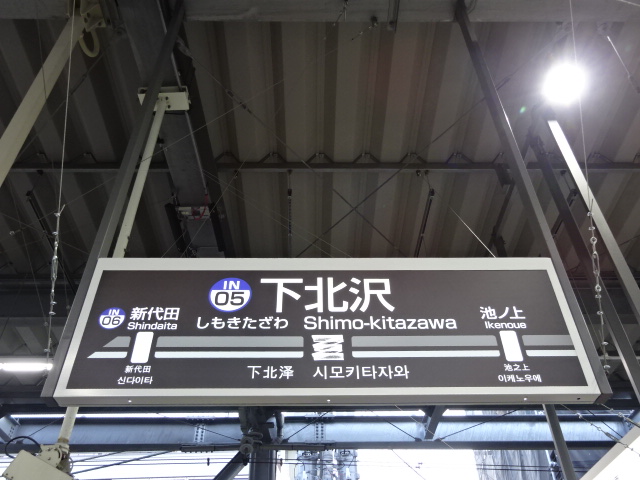 IN
05
下北沢
IN
06
新代田
Shindaita
しもきたざわ Shimo-kitazawa
池ノ上
Ikenoue
新代田
신다이타
下北泽 시모키타자와
池之上
이케노우에